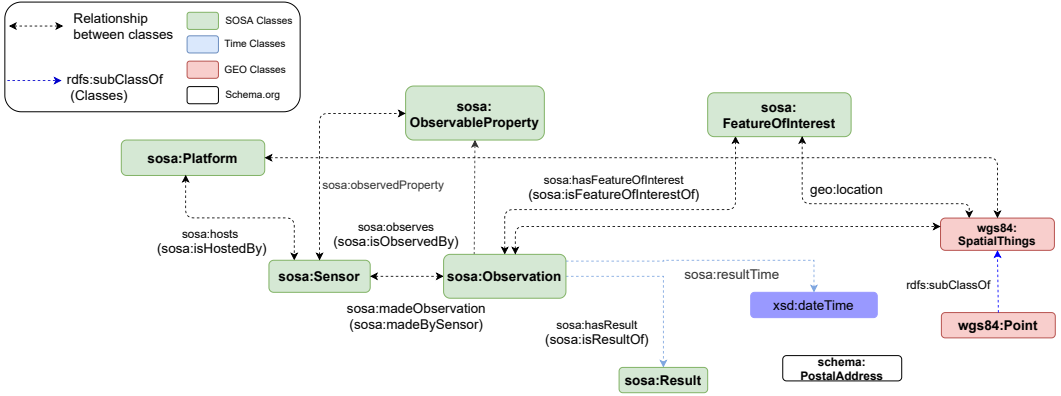 Relationship
between classes
rdfs:subClassOf
(Classes)
SOSA Classes
Time Classes
GEO Classes
Schema.org
sosa:
ObservableProperty
sosa:
FeatureOfInterest
sosa:Platform
sosa:observedProperty
sosa:hasFeatureOfInterest
(sosa:isFeatureOfInterestOf)
geo:location
sosa:hosts
(sosa:isHostedBy)
sosa:observes
(sosa:isObservedBy)
wgs84:
SpatialThings
sosa:Sensor
sosa:Observation
sosa:resultTime
rdfs:subClassOf
xsd:dateTime
sosa:madeObservation
(sosa:madeBySensor)
sosa:hasResult
(sosa:isResultOf)
wgs84:Point
schema:
PostalAddress
sosa:Result